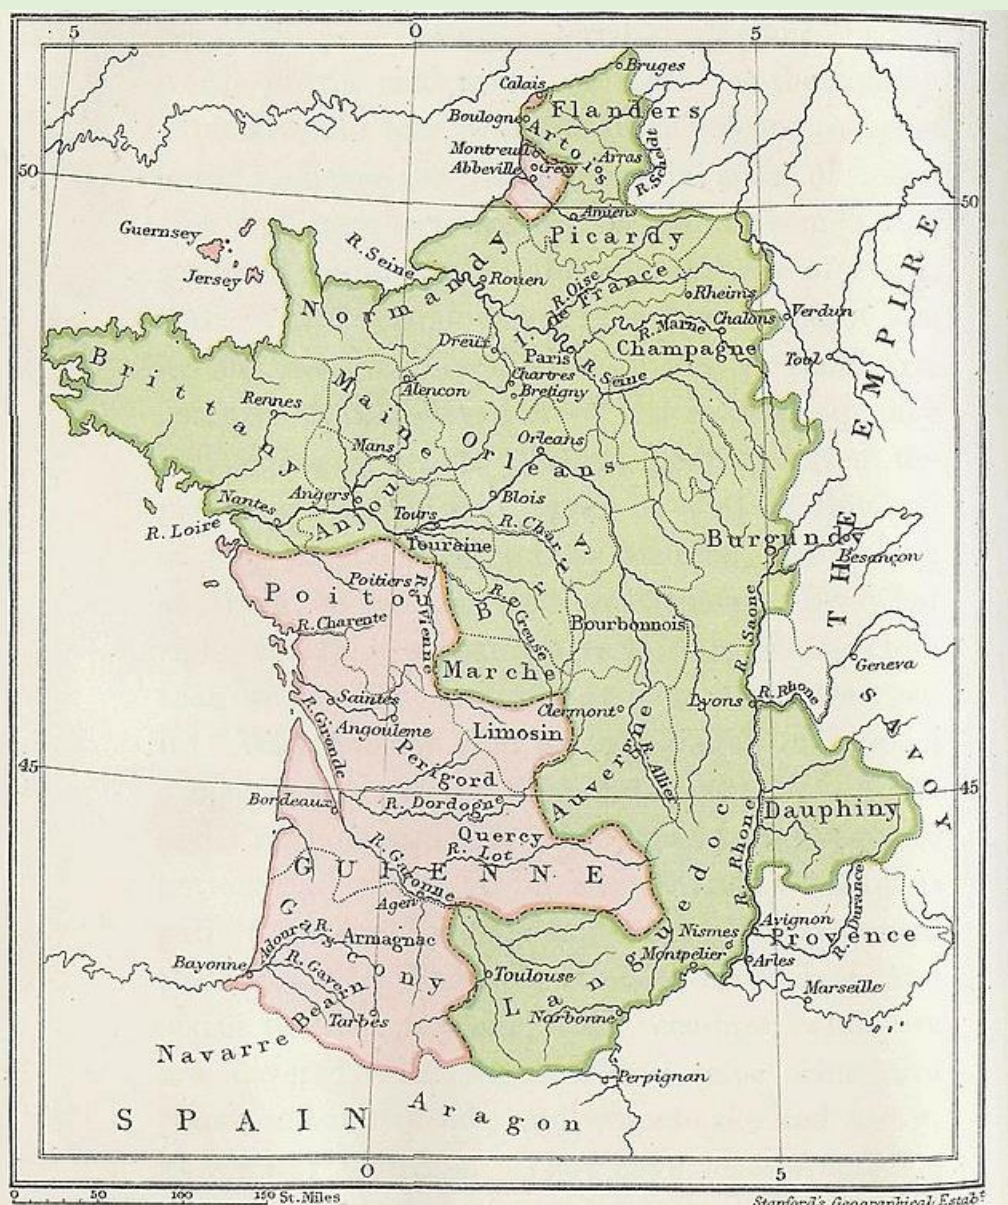 5 0 5
Bruges
Calais
Flanders
Boulogne
Artois
Montreuil
Arras
Abbeville
Crecy
R. Scheldt
50
50
Amiens
Guernsey
Picardy
R. Seine
Jersey
R. Oise
Rouen
I. de France
Rheims
Normandy
Verdun
R. Marne
Chalons
Dreux
Paris
Champagne
Toul
THE EMPIRE
Brittany
Chartres
R. Seine
Maine
Alencon
Bretigny
Rennes
Orleans
Mans
Orleans
Angers
Blois
Nantes
Anjou
Tours
R. Cher
R. Loire
Touraine
Burgundy
Besançon
Poitiers
Poitou
R. Vienne
R. Creuse
Bourbonnois
R. Saone
R. Charente
Marche
Geneva
Saintes
Clermont
Lyons
R. Rhone
SAVOY
R. Gironde
Angouleme
Limosin
Perigord
Auvergne
R. Allier
45
45
Bordeaux
R. Dordogne
Dauphiny
Quercy
R. Lot
R. Rhone
GUIENNE
R. Garonne
Agen
R. Durance
Gascony
Adour R.
Armagnac
Avignon
Nismes
Provence
Languedoc
Montpelier
Arles
Bayonne
R. Gave
Toulouse
Marseille
Bearn
Tarbes
Narbonne
Navarre
Perpignan
SPAIN
Aragon
0 5
0 50 100 150 St. Miles
Stanford's Geographical Estabt